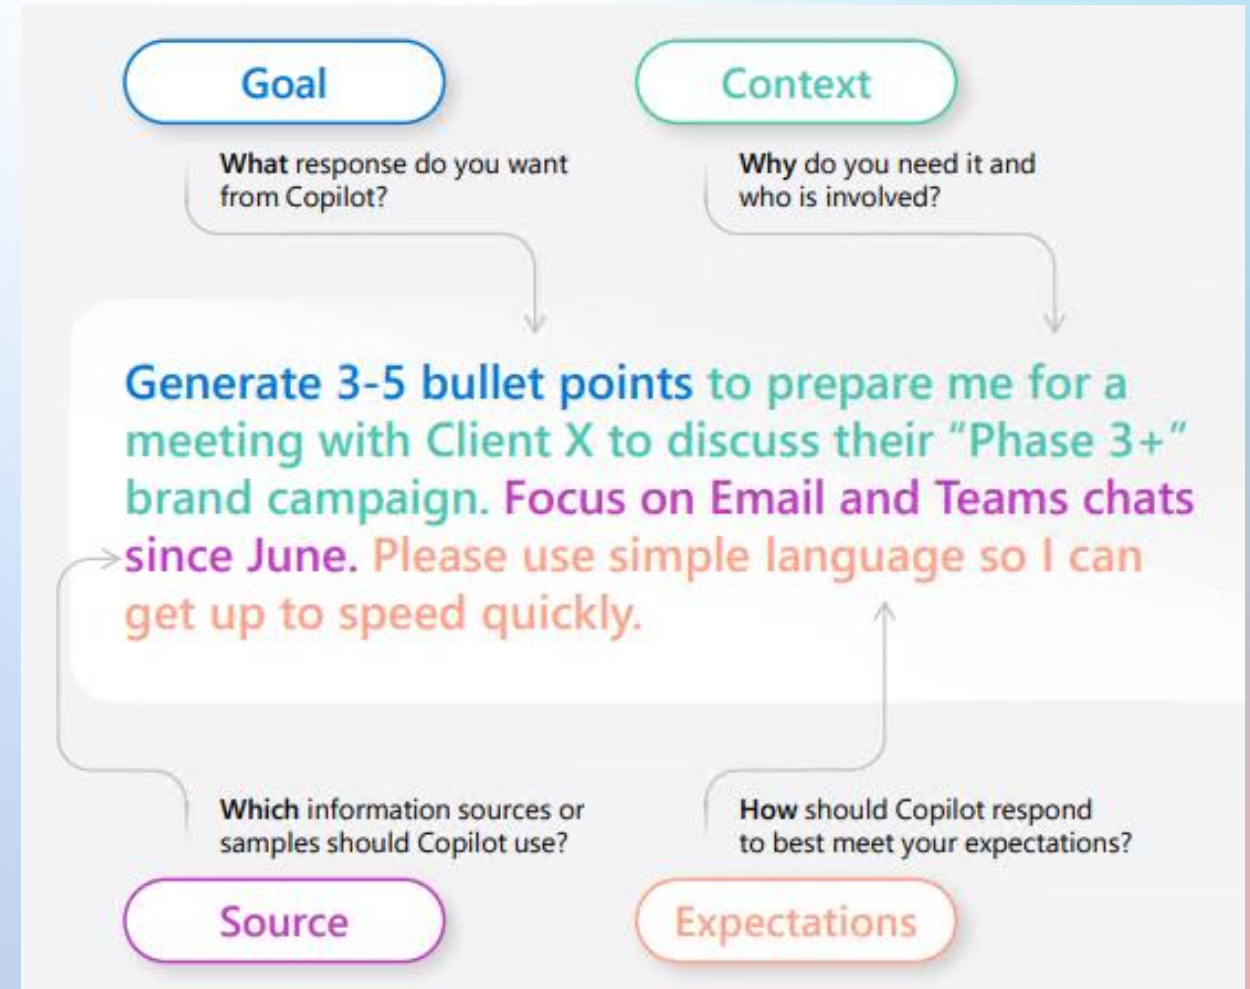 Goal
Context
What response do you want
from Copilot?
Why do you need it and
who is involved?
Generate 3-5 bullet points to prepare me for a
meeting with Client X to discuss their “Phase 3+”
brand campaign. Focus on Email and Teams chats
since June. Please use simple language so I can
get up to speed quickly.
Which information sources or
samples should Copilot use?
How should Copilot respond
to best meet your expectations?
Source
Expectations